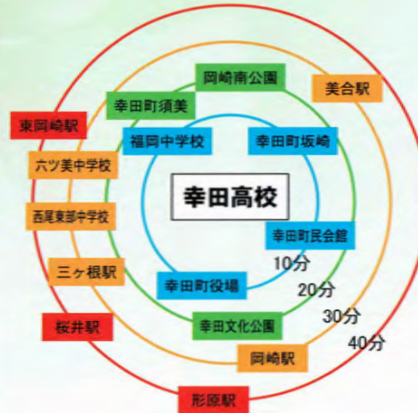 岡崎南公園
美合駅
幸田町須美
東岡崎駅
福岡中学校
幸田町坂崎
六ツ美中学校
幸田高校
西尾東部中学校
幸田町民会館
10分
三ヶ根駅
幸田町役場
20分
30分
桜井駅
幸田文化公園
40分
岡崎駅
形原駅